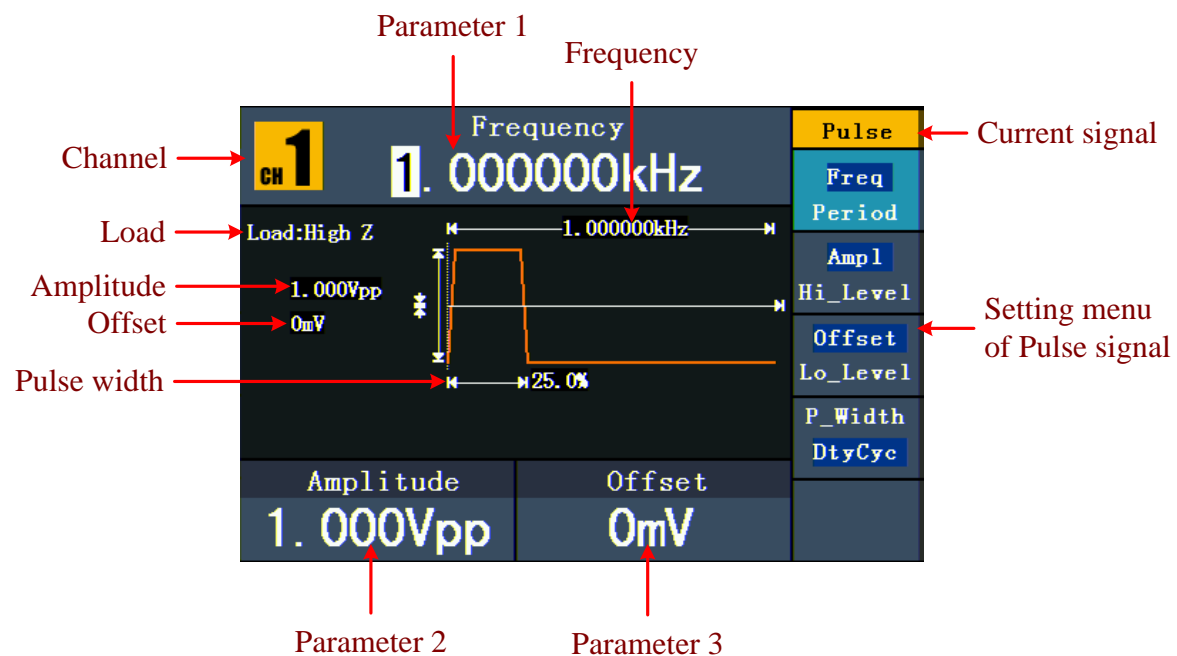 Parameter 1
Frequency
Channel
CH 1
Frequency
1.000000kHz
Pulse
Current signal
Freq
Period
Load
Load:High Z
1.000000kHz
Ampl
Hi_Level
Amplitude
1.000Vpp
Offset
0mV
Setting menu
of Pulse signal
Offset
Lo_Level
Pulse width
25.0%
P_Width
DtyCyc
Amplitude
Offset
1.000Vpp
0mV
Parameter 2
Parameter 3